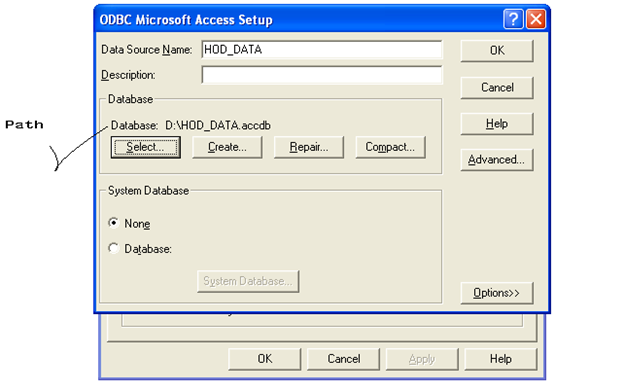 ODBC Microsoft Access Setup
Data Source Name: HOD_DATA
OK
Description:
Cancel
Database
Path
Database: D:\HOD_DATA.accdb
Help
Select... Create... Repair... Compact...
Advanced...
System Database
None
Database:
System Database...
Options>>
OK Cancel Apply Help